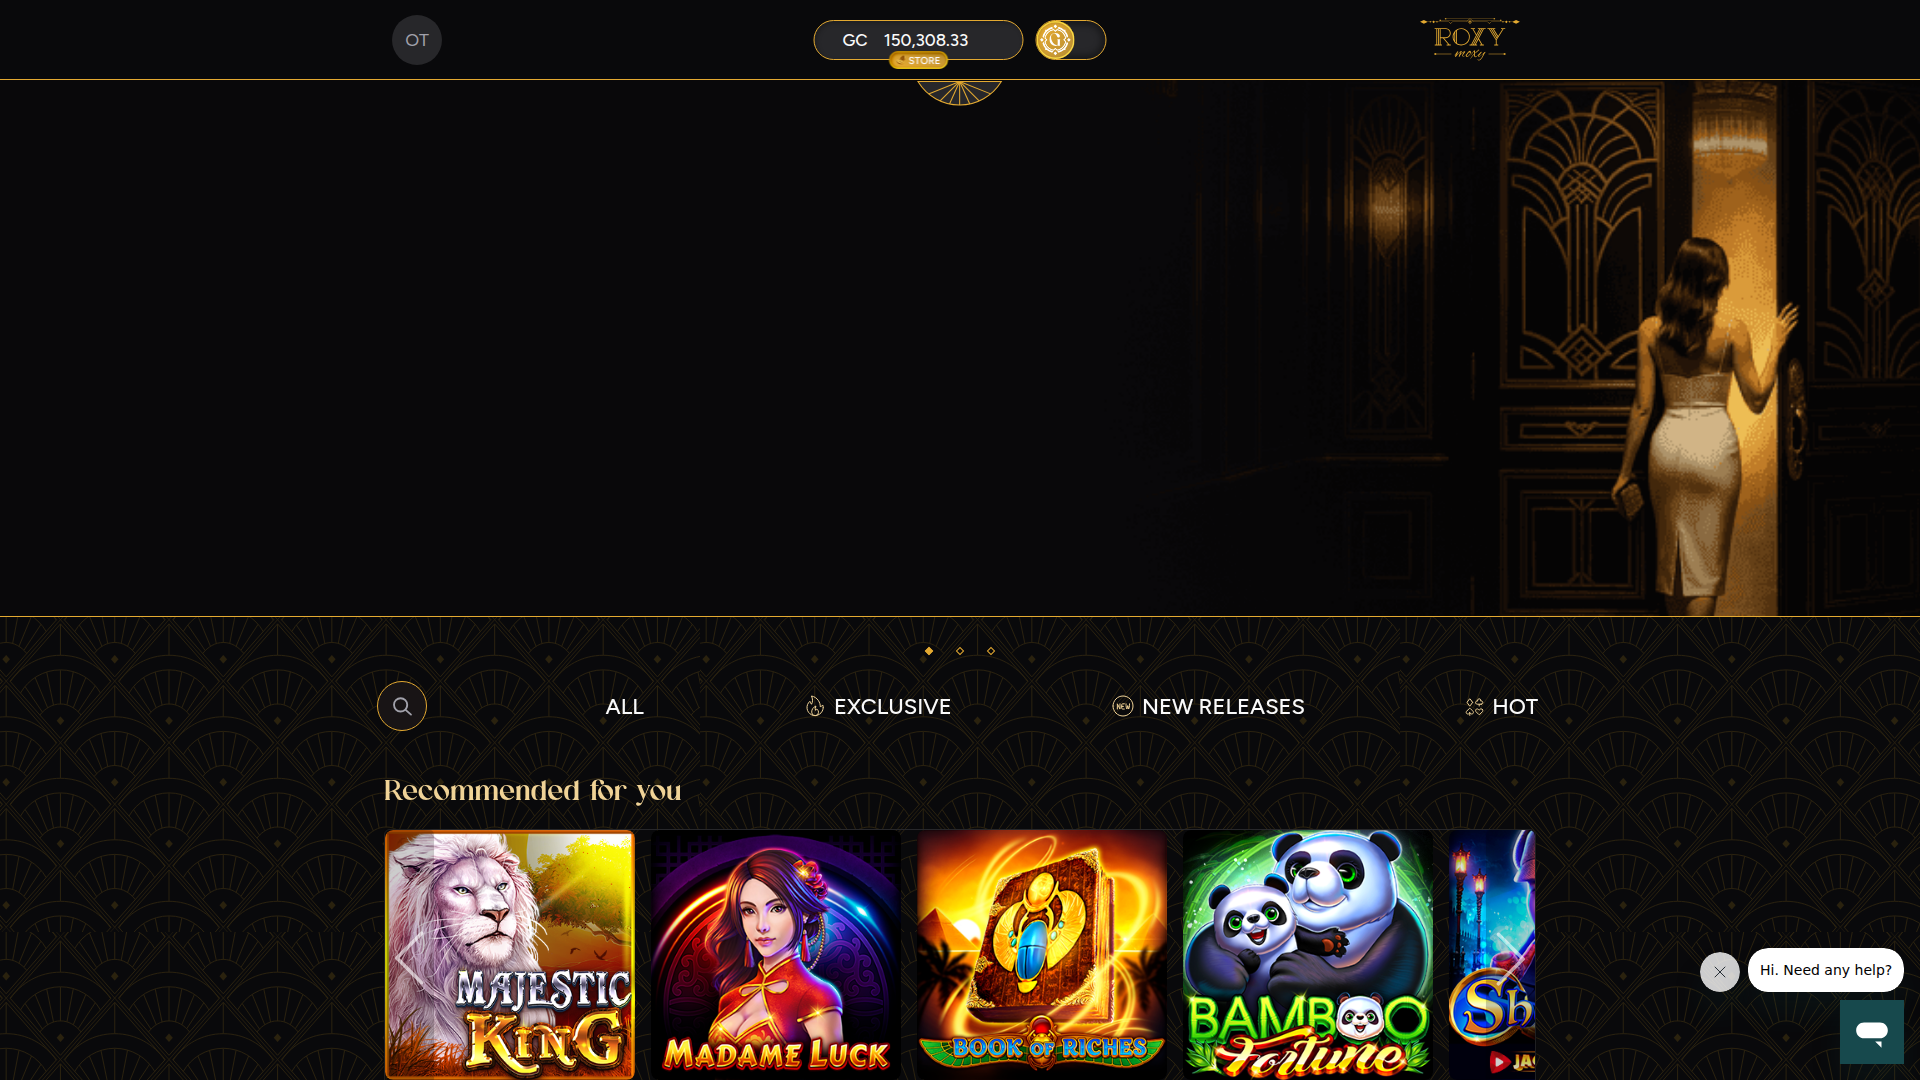 OT
GC 150,308.33
STORE
G
ROXY
moxy
ALL
EXCLUSIVE
NEW
NEW RELEASES
HOT
Recommended for you
MAJESTIC
KING
MADAME LUCK
BOOK OF RICHES
BAMBOO
Fortune
Sh
JAC
Hi. Need any help?